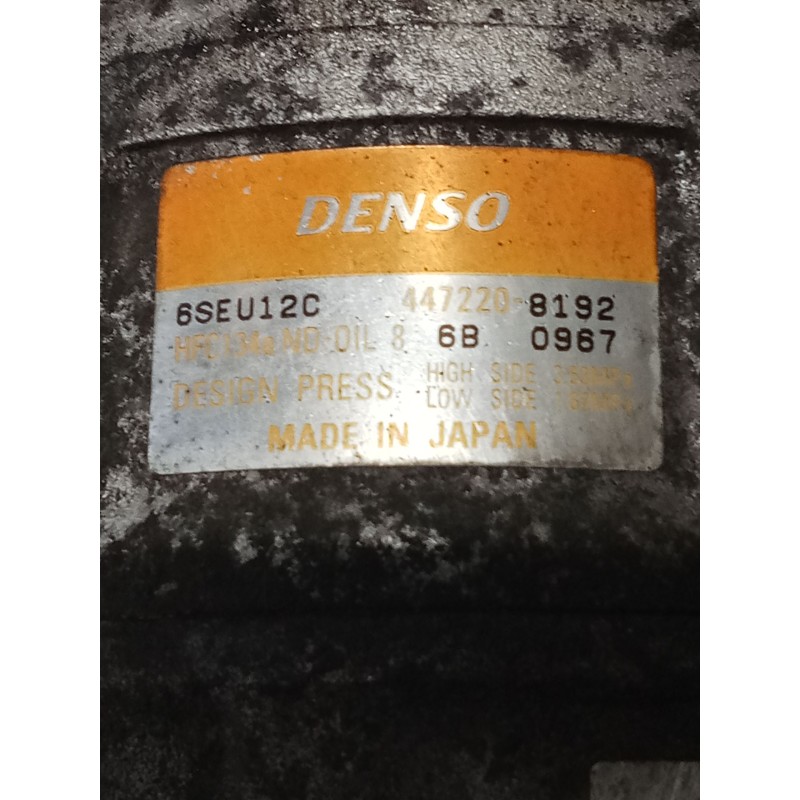 DENSO
6SEU12C 447220-8192
HFC134a ND-OIL 8 6B 0967
DESIGN PRESS. HIGH SIDE
LOW SIDE
MADE IN JAPAN